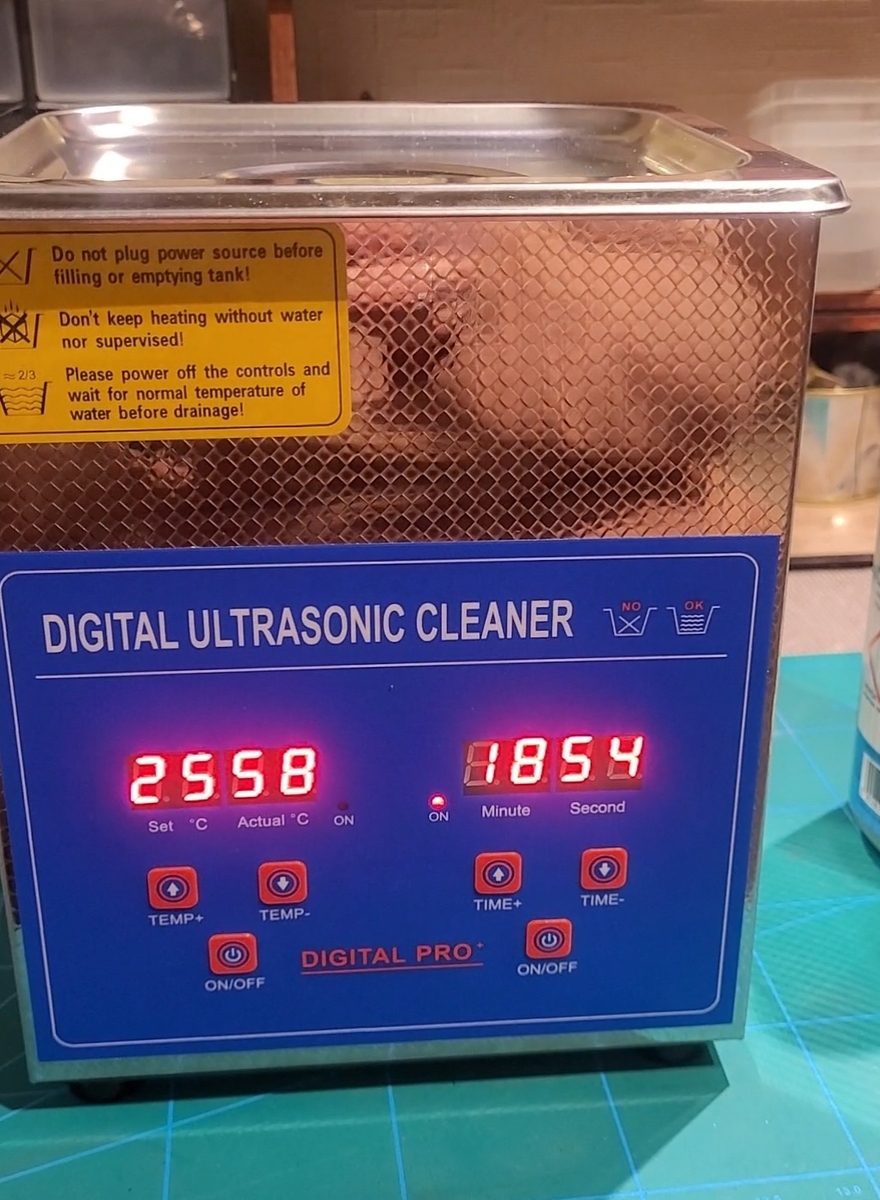 Do not plug power source before
filling or emptying tank!
Don't keep heating without water
nor supervised!
≈ 2/3
Please power off the controls and
wait for normal temperature of
water before drainage!
DIGITAL ULTRASONIC CLEANER
NO OK
2558 1854
Set °C Actual °C ON ON Minute Second
TEMP+ TEMP- TIME+ TIME-
DIGITAL PRO+
ON/OFF ON/OFF